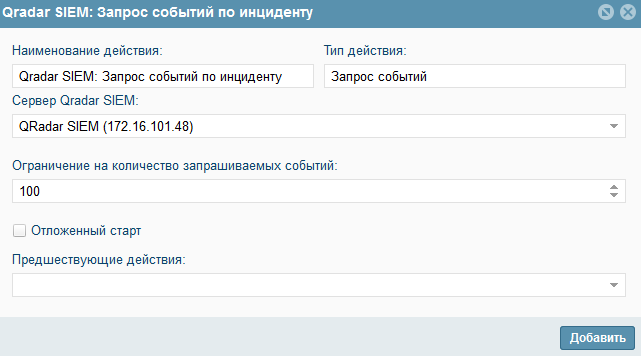 Qradar SIEM: Запрос событий по инциденту
Наименование действия: Тип действия:
Qradar SIEM: Запрос событий по инциденту Запрос событий
Сервер Qradar SIEM:
QRadar SIEM (172.16.101.48)
Ограничение на количество запрашиваемых событий:
100
Отложенный старт
Предшествующие действия:
Добавить